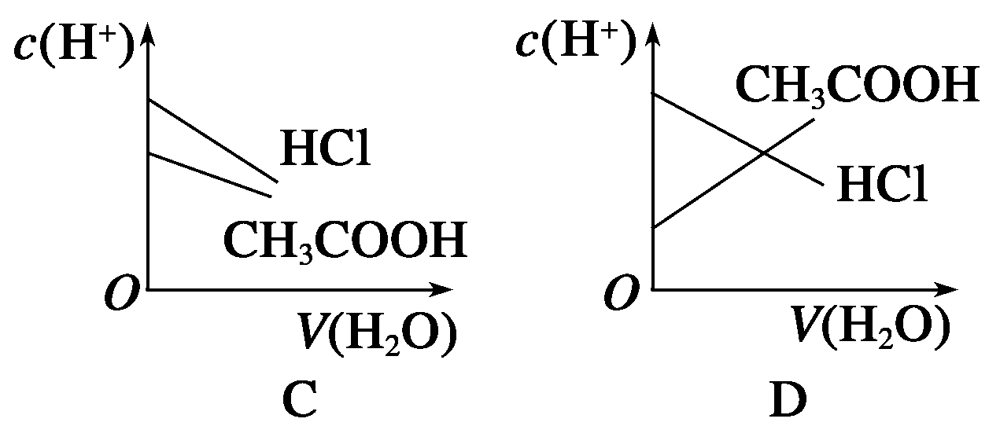 c(H⁺)
HCl
CH₃COOH
O
V(H₂O)
C
c(H⁺)
CH₃COOH
HCl
O
V(H₂O)
D